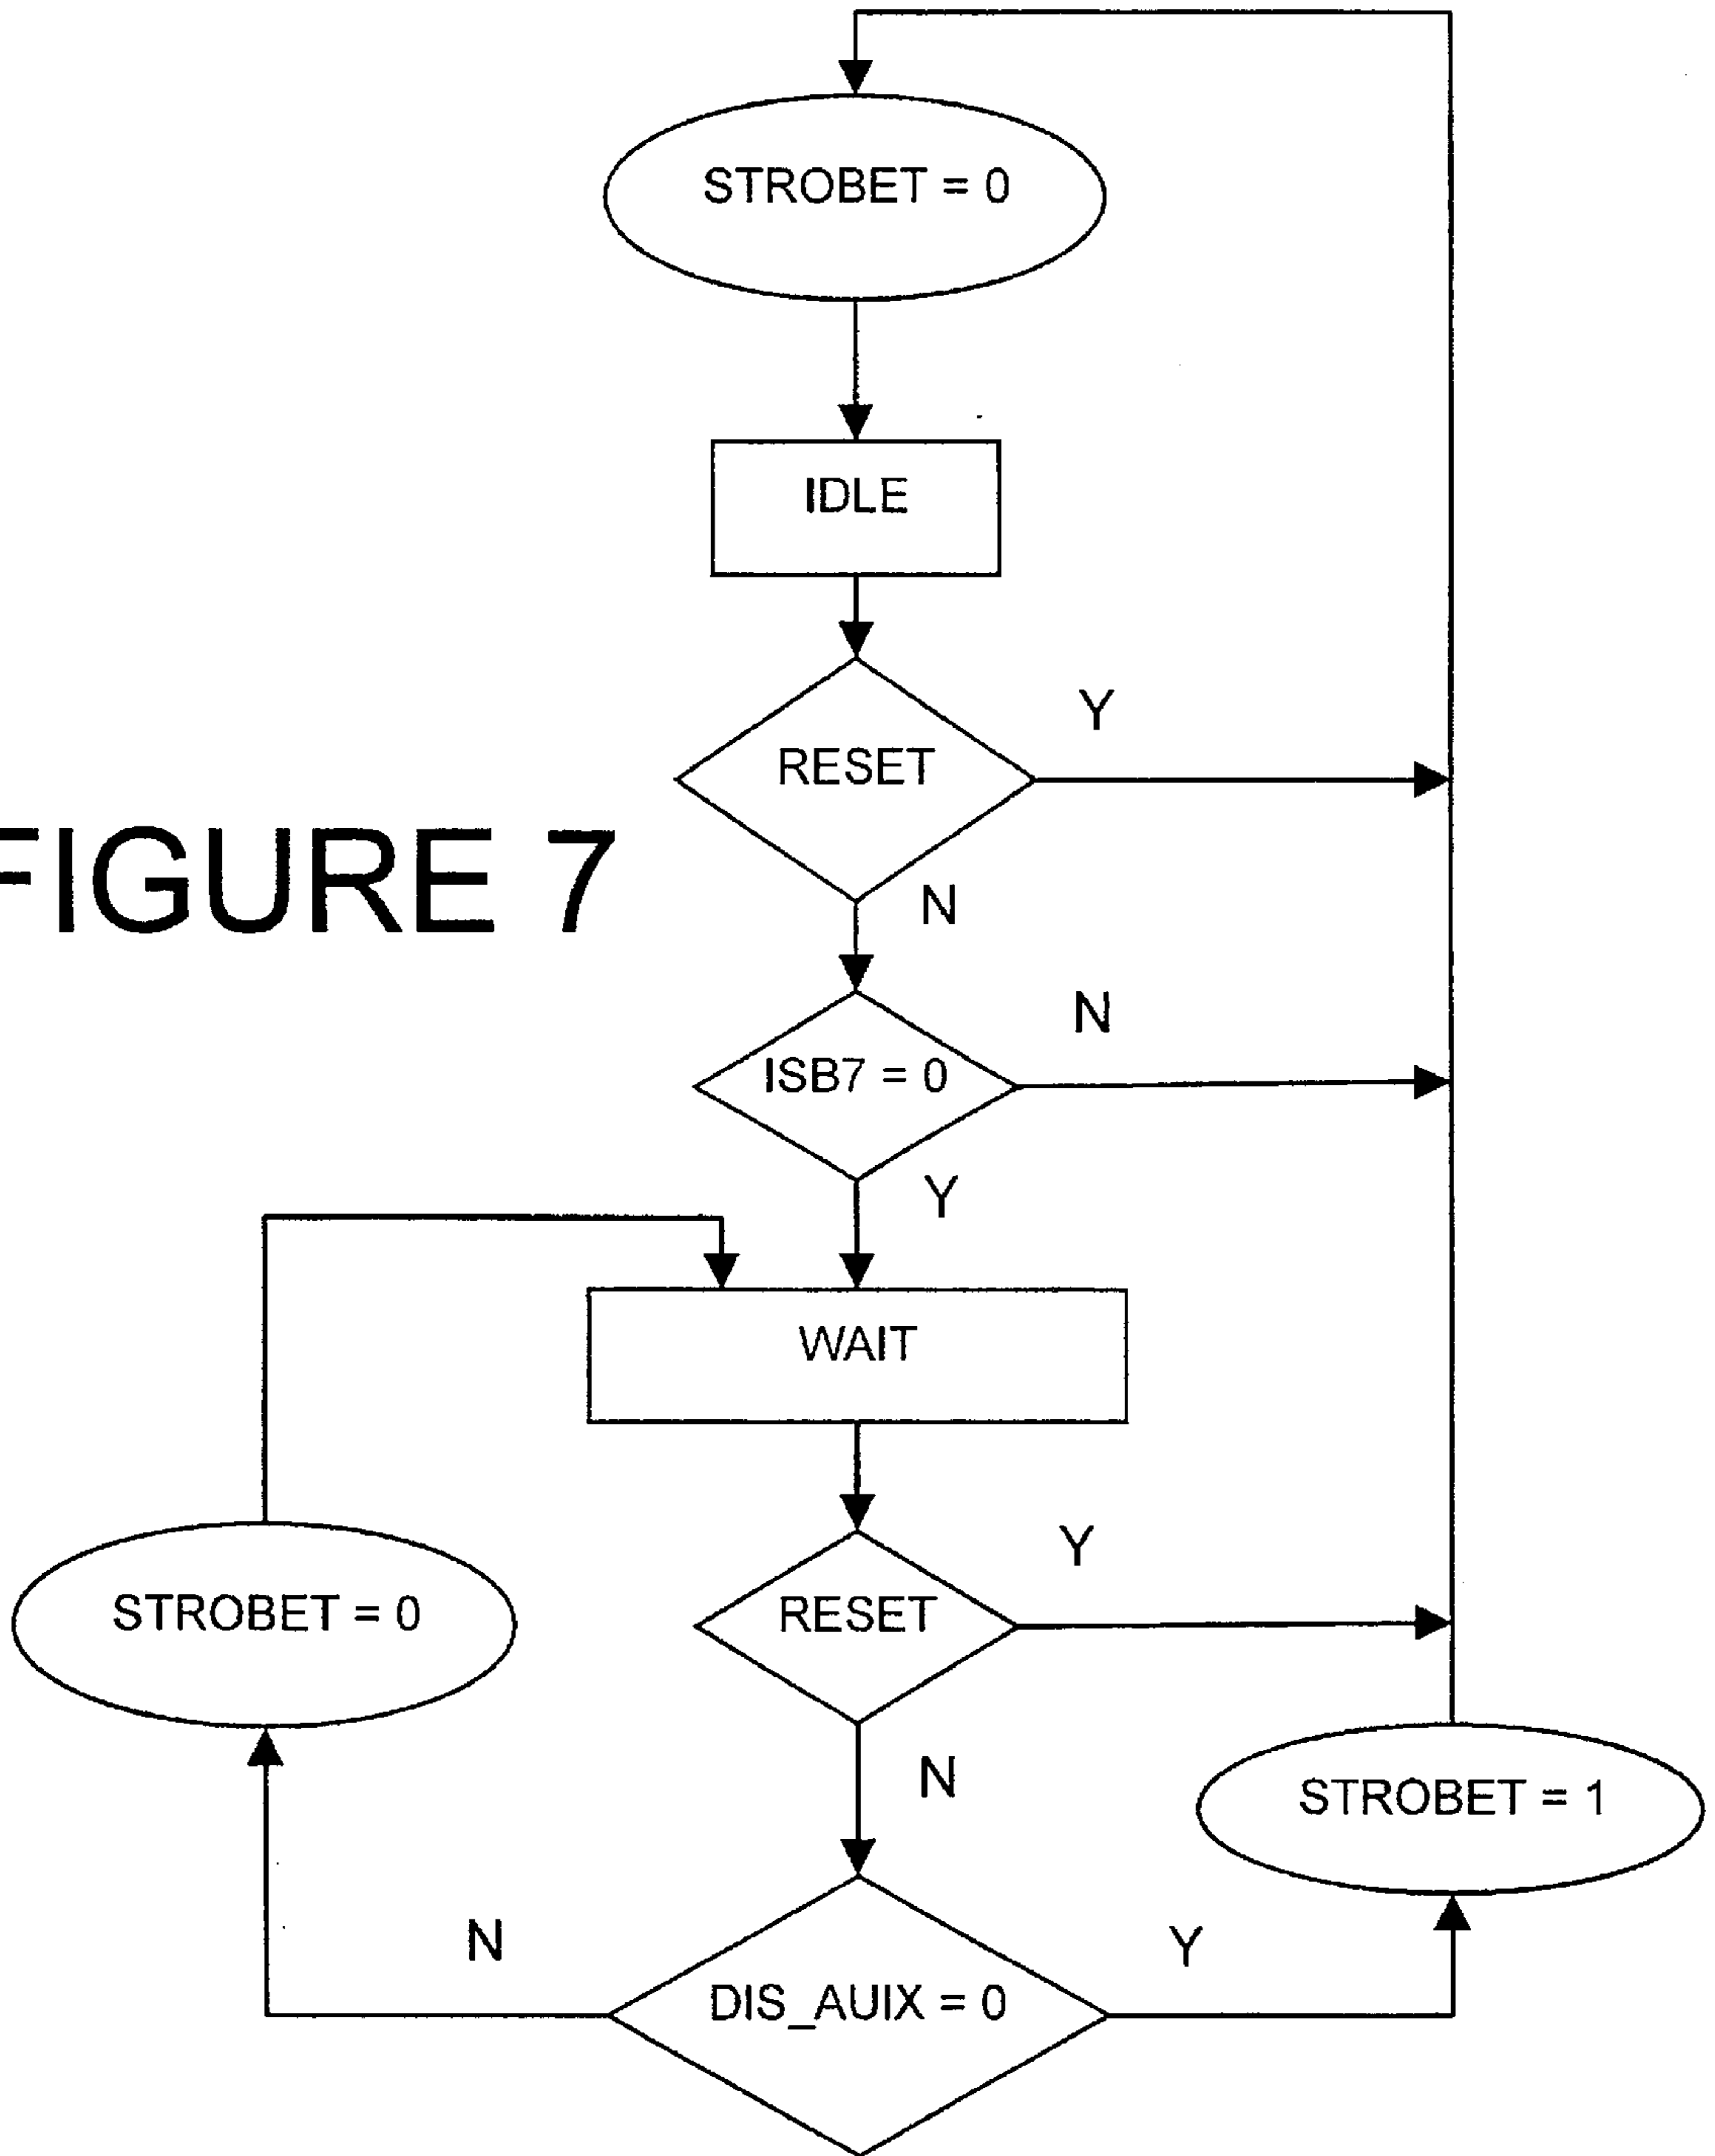 STROBET = 0
IDLE
RESET
Y
N
FIGURE 7
ISB7 = 0
N
Y
WAIT
RESET
Y
N
STROBET = 0
STROBET = 1
DIS_AUIX = 0
N
Y